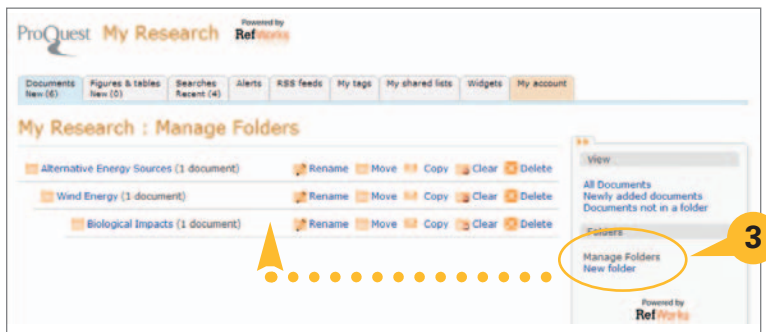 ProQuest My Research Powered by RefWorks
Documents Figures & tables Searches Alerts RSS feeds My tags My shared lists Widgets My account
New (6) New (0) Recent (4)
My Research : Manage Folders
Alternative Energy Sources (1 document) Rename Move Copy Clear Delete
Wind Energy (1 document) Rename Move Copy Clear Delete
Biological Impacts (1 document) Rename Move Copy Clear Delete
View
All Documents
Newly added documents
Documents not in a folder
Folders
Manage Folders
New folder
3
Powered by
RefWorks